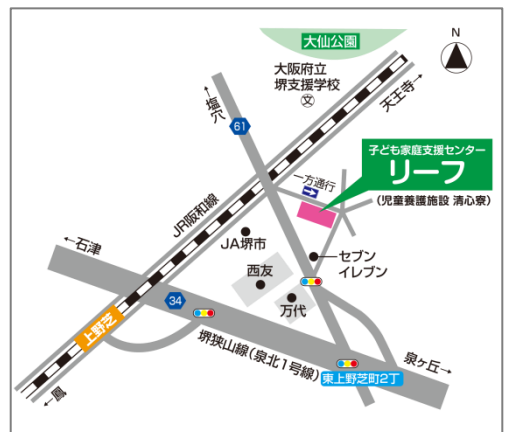 大仙公園
N
大阪府立
堺支援学校
文
天王寺→
←塩穴
61
子ども家庭支援センター
リーフ
(児童養護施設 清心寮)
一方通行
JR阪和線
JA堺市
←石津
セブン
イレブン
西友
万代
34
上野芝
堺狭山線(泉北1号線)
泉ヶ丘→
東上野芝町2丁
←鳳